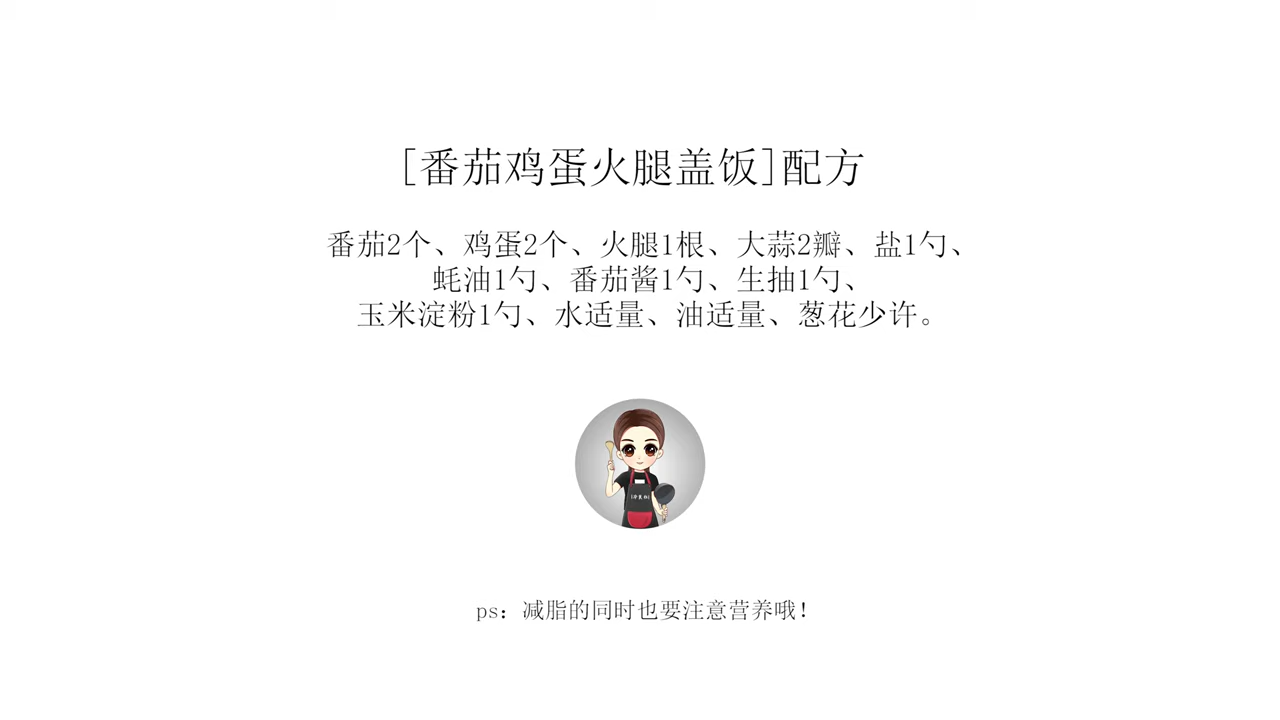 [番茄鸡蛋火腿盖饭]配方
番茄2个、鸡蛋2个、火腿1根、大蒜2瓣、盐1勺、
蚝油1勺、番茄酱1勺、生抽1勺、
玉米淀粉1勺、水适量、油适量、葱花少许。
ps：减脂的同时也要注意营养哦！